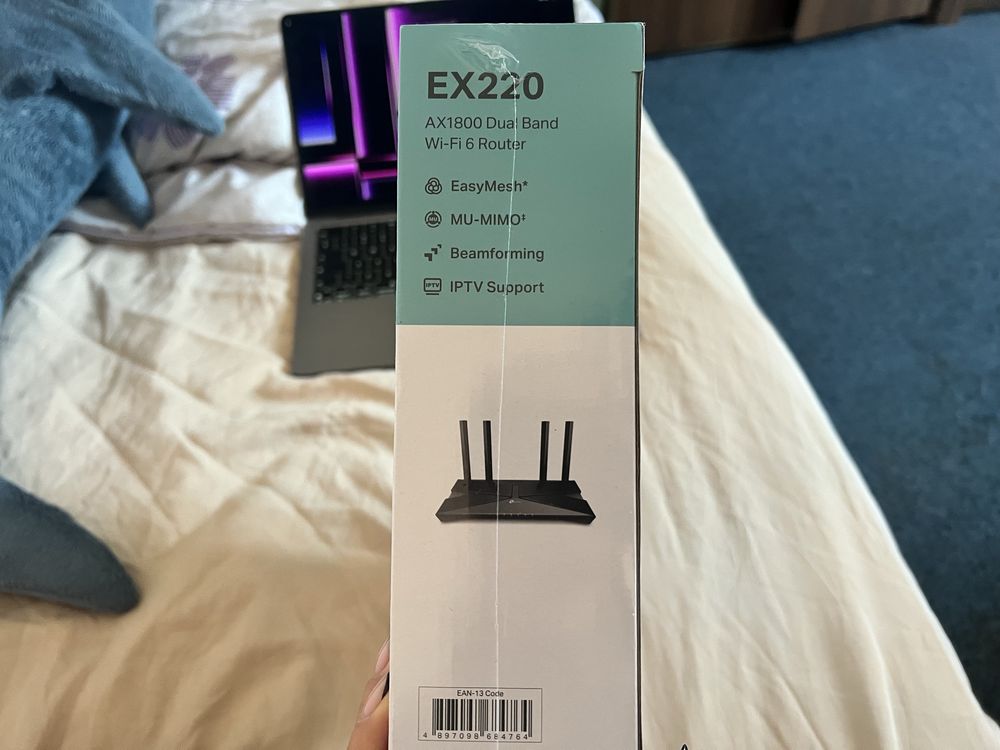 EX220
AX1800 Dual Band
Wi-Fi 6 Router
EasyMesh*
MU-MIMO‡
Beamforming
IPTV
IPTV Support
EAN-13 Code
4 897098 684764